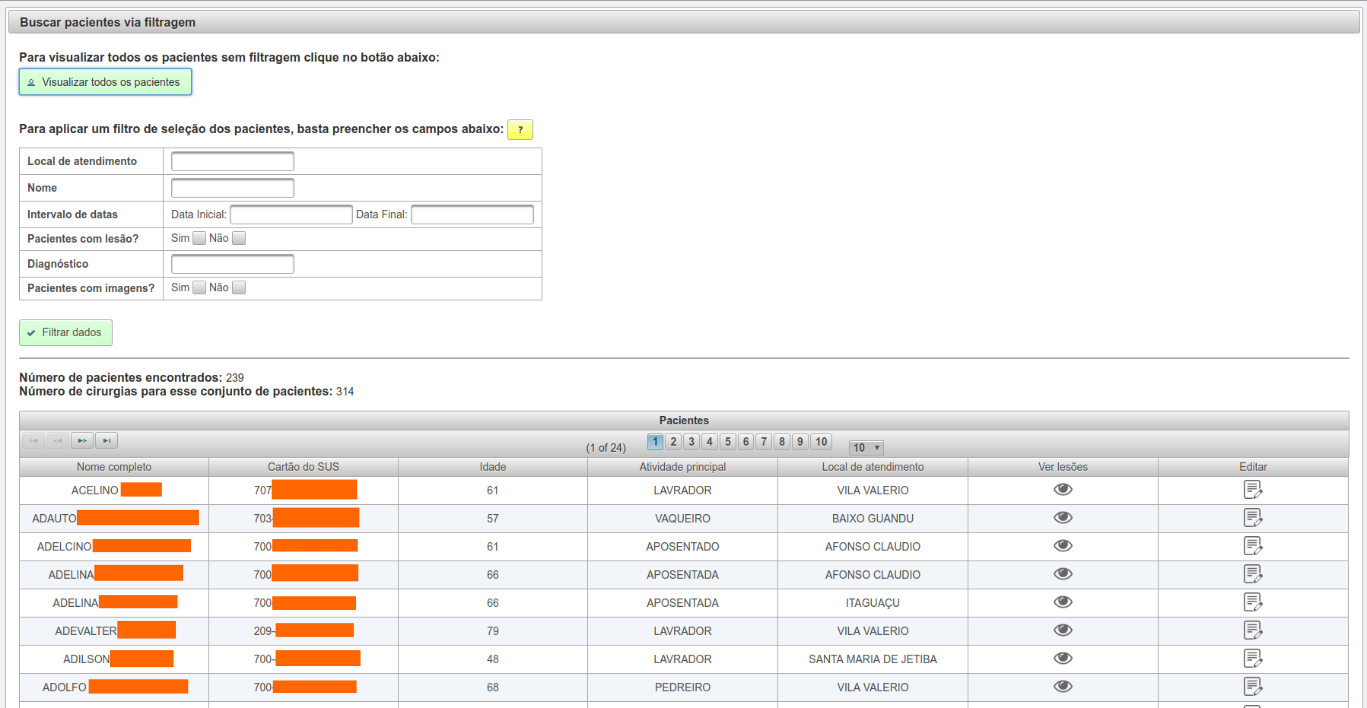 Buscar pacientes via filtragem
Para visualizar todos os pacientes sem filtragem clique no botão abaixo:
Visualizar todos os pacientes
Para aplicar um filtro de seleção dos pacientes, basta preencher os campos abaixo: ?
Local de atendimento
Nome
Intervalo de datas Data Inicial: Data Final:
Pacientes com lesão? Sim Não
Diagnóstico
Pacientes com imagens? Sim Não
Filtrar dados
Número de pacientes encontrados: 239
Número de cirurgias para esse conjunto de pacientes: 314
Pacientes
(1 of 24) 1 2 3 4 5 6 7 8 9 10 10
Nome completo Cartão do SUS Idade Atividade principal Local de atendimento Ver lesões Editar
ACELINO 707 61 LAVRADOR VILA VALERIO
ADAUTO 703- 57 VAQUEIRO BAIXO GUANDU
ADELCINO 700 61 APOSENTADO AFONSO CLAUDIO
ADELINA 700 66 APOSENTADA AFONSO CLAUDIO
ADELINA 700 66 APOSENTADA ITAGUAÇU
ADEVALTER 209- 79 LAVRADOR VILA VALERIO
ADILSON 700- 48 LAVRADOR SANTA MARIA DE JETIBA
ADOLFO 700- 68 PEDREIRO VILA VALERIO